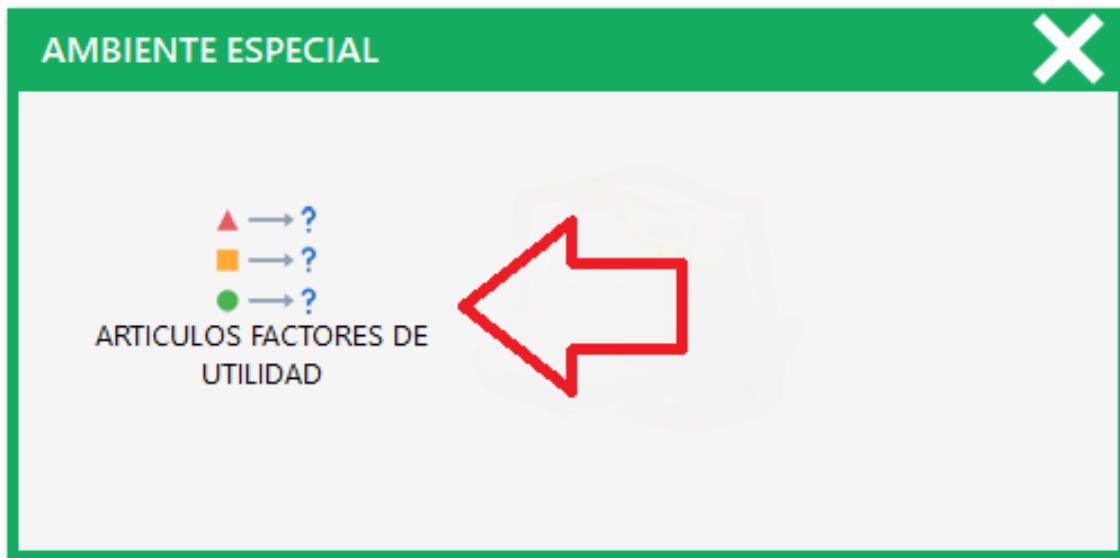 AMBIENTE ESPECIAL
?
?
?
ARTICULOS FACTORES DE
UTILIDAD